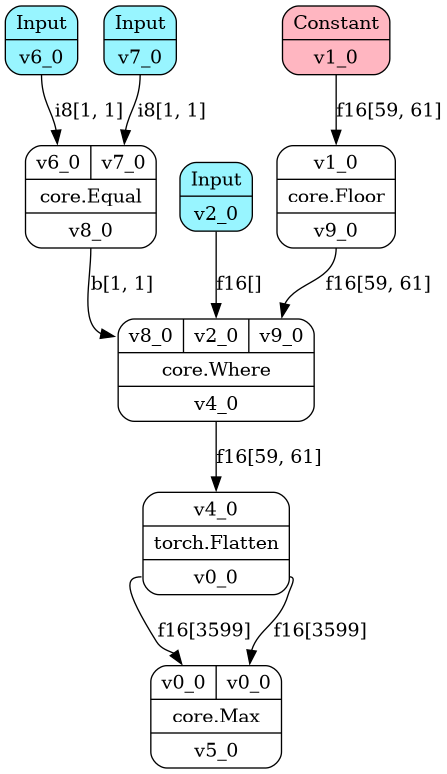 Input
v6_0
Input
v7_0
Constant
v1_0
i8[1, 1]
i8[1, 1]
f16[59, 61]
v6_0 v7_0
core.Equal
v8_0
Input
v2_0
v1_0
core.Floor
v9_0
b[1, 1]
f16[]
f16[59, 61]
v8_0 v2_0 v9_0
core.Where
v4_0
f16[59, 61]
v4_0
torch.Flatten
v0_0
f16[3599]
f16[3599]
v0_0 v0_0
core.Max
v5_0